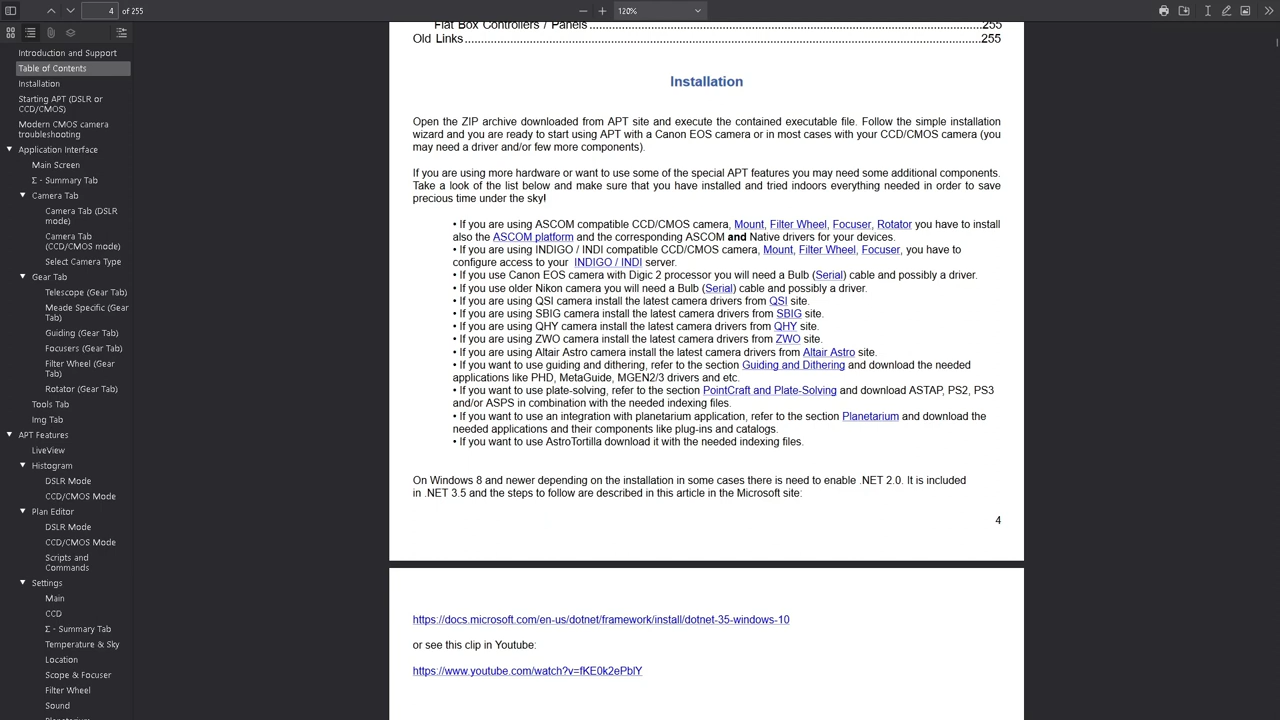 4
of 255
120%
Introduction and Support
Table of Contents
Installation
Starting APT (DSLR or
CCD/CMOS)
Modern CMOS camera
troubleshooting
Application Interface
Main Screen
Σ - Summary Tab
Camera Tab
Camera Tab (DSLR
mode)
Camera Tab
(CCD/CMOS mode)
Select Camera Type
Gear Tab
Telescope (Gear Tab)
Meade Specific (Gear
Tab)
Guiding (Gear Tab)
Focusers (Gear Tab)
Filter Wheel (Gear
Tab)
Rotator (Gear Tab)
Tools Tab
Img Tab
APT Features
LiveView
Histogram
DSLR Mode
CCD/CMOS Mode
Plan Editor
DSLR Mode
CCD/CMOS Mode
Scripts and
Commands
Settings
Main
CCD
Σ - Summary Tab
Temperature & Sky
Location
Scope & Focuser
Filter Wheel
Sound
Planetarium
Flat Box Controllers / Panels ........ 255
Old Links ........ 255
Installation
Open the ZIP archive downloaded from APT site and execute the contained executable file. Follow the simple installation
wizard and you are ready to start using APT with a Canon EOS camera or in most cases with your CCD/CMOS camera (you
may need a driver and/or few more components).
If you are using more hardware or want to use some of the special APT features you may need some additional components.
Take a look of the list below and make sure that you have installed and tried indoors everything needed in order to save
precious time under the sky!
• If you are using ASCOM compatible CCD/CMOS camera, Mount, Filter Wheel, Focuser, Rotator you have to install
also the ASCOM platform and the corresponding ASCOM and Native drivers for your devices.
• If you are using INDIGO / INDI compatible CCD/CMOS camera, Mount, Filter Wheel, Focuser, you have to
configure access to your INDIGO / INDI server.
• If you use Canon EOS camera with Digic 2 processor you will need a Bulb (Serial) cable and possibly a driver.
• If you use older Nikon camera you will need a Bulb (Serial) cable and possibly a driver.
• If you are using QSI camera install the latest camera drivers from QSI site.
• If you are using SBIG camera install the latest camera drivers from SBIG site.
• If you are using QHY camera install the latest camera drivers from QHY site.
• If you are using ZWO camera install the latest camera drivers from ZWO site.
• If you are using Altair Astro camera install the latest camera drivers from Altair Astro site.
• If you want to use guiding and dithering, refer to the section Guiding and Dithering and download the needed
applications like PHD, MetaGuide, MGEN2/3 drivers and etc.
• If you want to use plate-solving, refer to the section PointCraft and Plate-Solving and download ASTAP, PS2, PS3
and/or ASPS in combination with the needed indexing files.
• If you want to use an integration with planetarium application, refer to the section Planetarium and download the
needed applications and their components like plug-ins and catalogs.
• If you want to use AstroTortilla download it with the needed indexing files.
On Windows 8 and newer depending on the installation in some cases there is need to enable .NET 2.0. It is included
in .NET 3.5 and the steps to follow are described in this article in the Microsoft site:
4
https://docs.microsoft.com/en-us/dotnet/framework/install/dotnet-35-windows-10
or see this clip in Youtube:
https://www.youtube.com/watch?v=fKE0k2ePblY